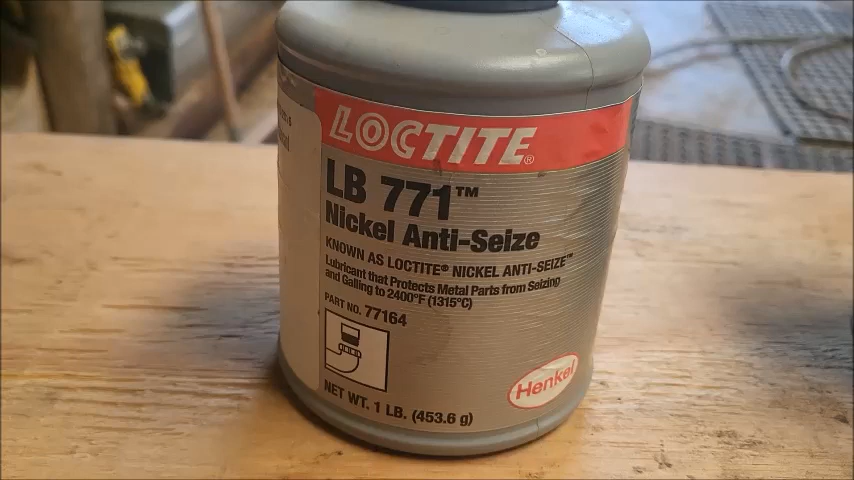 LOCTITE®
LB 771™
Nickel Anti-Seize
KNOWN AS LOCTITE® NICKEL ANTI-SEIZE™
Lubricant that Protects Metal Parts from Seizing
and Galling to 2400°F (1315°C)
PART NO. 77164
NET WT. 1 LB. (453.6 g)
Henkel